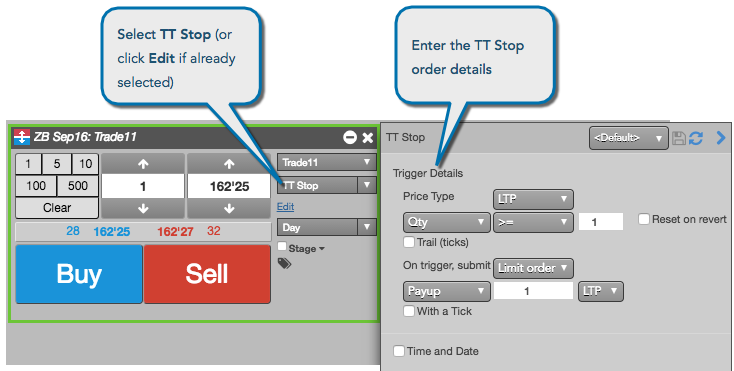 Select TT Stop (or
click Edit if already
selected)
Enter the TT Stop
order details
ZB Sep16: Trade11
1 5 10
100 500
Clear
1
162'25
Trade11
TT Stop
Edit
Day
Stage
28 162'25 162'27 32
Buy
Sell
TT Stop
<Default>
Trigger Details
Price Type LTP
Qty >= 1 Reset on revert
Trail (ticks)
On trigger, submit Limit order
Payup 1 LTP
With a Tick
Time and Date